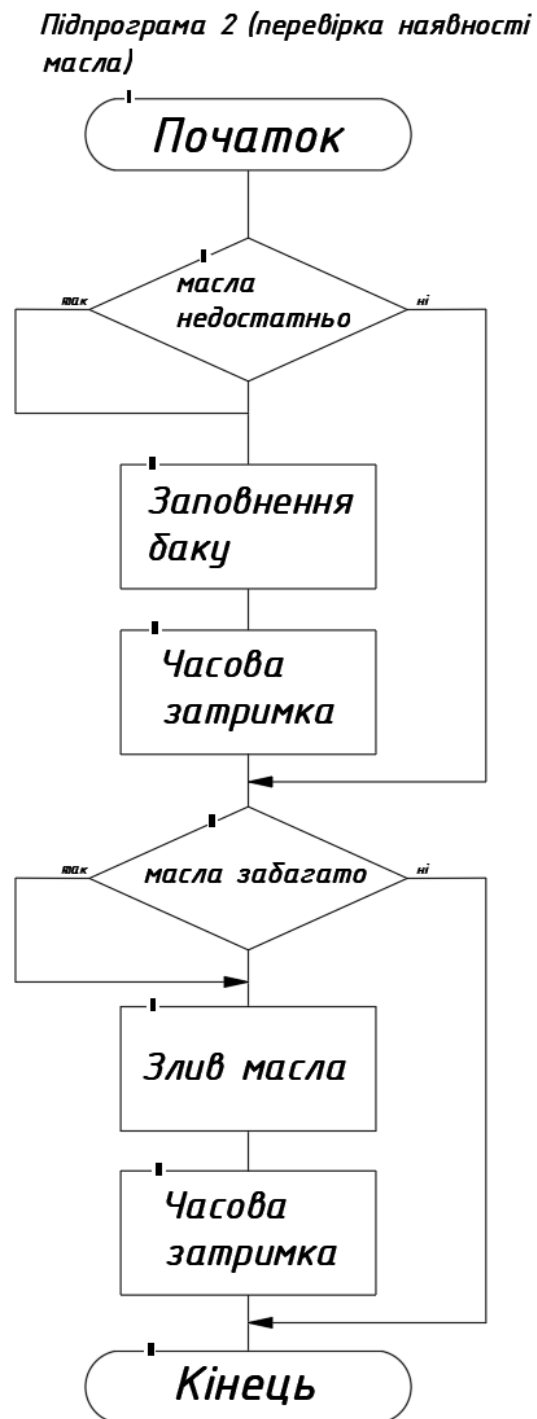 Підпрограма 2 (перевірка наявності
масла)
Початок
масла
недостатньо
так
ні
Заповнення
баку
Часова
затримка
масла забагато
так
ні
Злив масла
Часова
затримка
Кінець